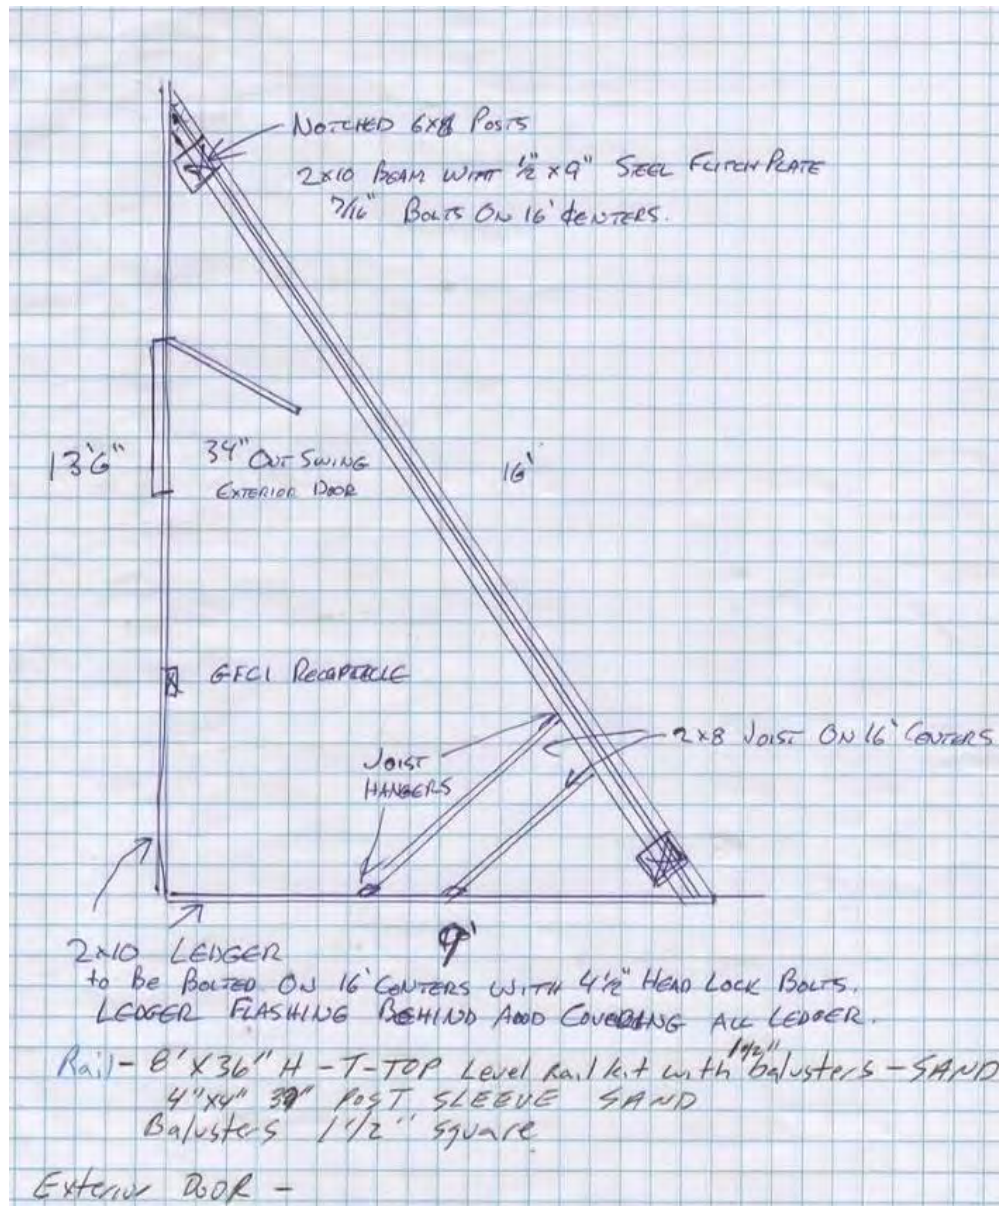 NOTCHED 6X8 POSTS
2X10 BEAM WITH 1/2" X 9" STEEL FLITCH PLATE
7/16" BOLTS ON 16' CENTERS.
13'6"
34" OUT SWING
EXTERIOR DOOR
16'
GFCI RECEPTACLE
JOIST
HANGERS
2X8 JOIST ON 16' CENTERS
9'
2X10 LEDGER
to BE BOLTED ON 16' CENTERS WITH 4 1/2" HEAD LOCK BOLTS.
LEDGER FLASHING BEHIND AND COVERING ALL LEDGER.
Rail - 8' X 36" H - T-TOP Level Rail kit with 1 1/2" balusters - SAND
4"X4" 39" POST SLEEVE SAND
Balusters 1 1/2" square
Exterior DOOR -